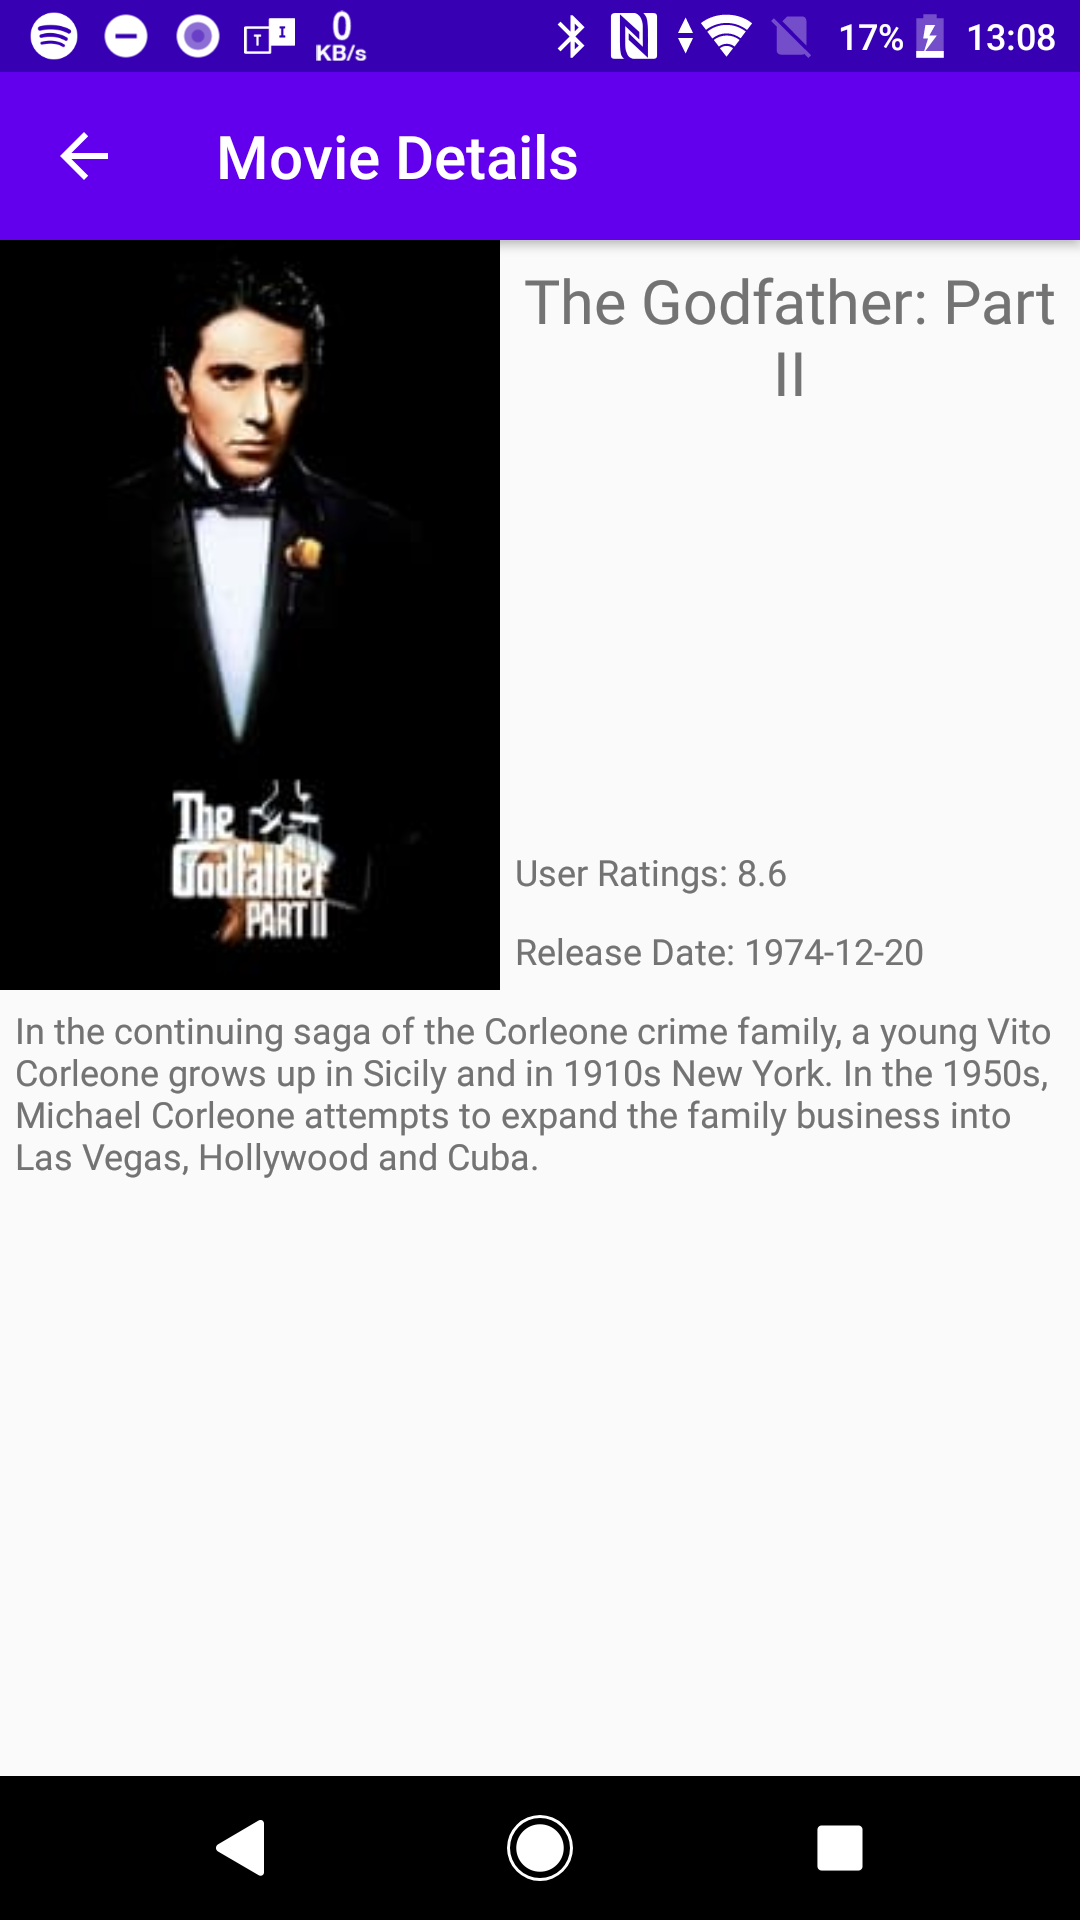 T I
0
KB/s
17%
13:08
Movie Details
The Godfather: Part
II
The
Godfather
PART II
User Ratings: 8.6
Release Date: 1974-12-20
In the continuing saga of the Corleone crime family, a young Vito
Corleone grows up in Sicily and in 1910s New York. In the 1950s,
Michael Corleone attempts to expand the family business into
Las Vegas, Hollywood and Cuba.